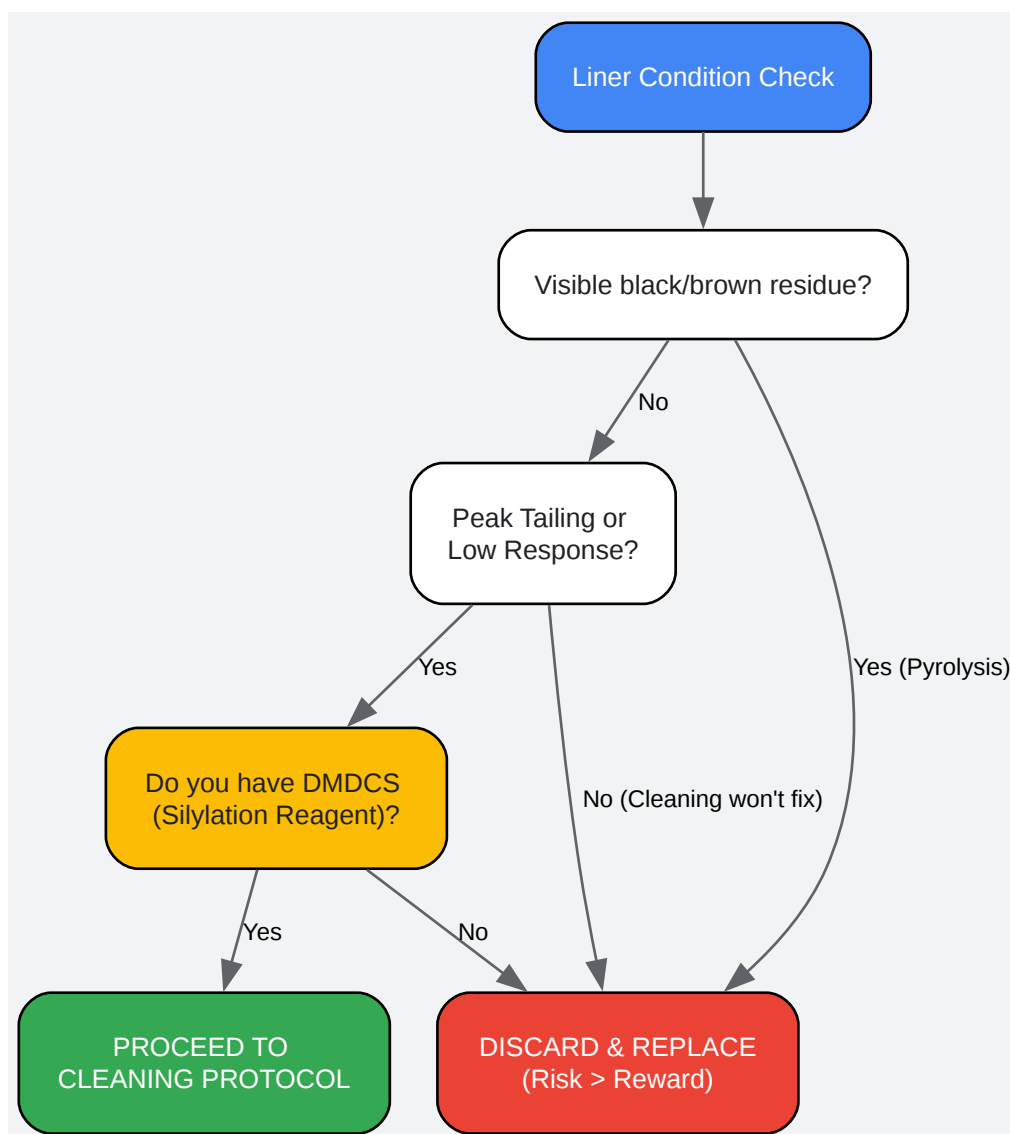 Liner Condition Check
Visible black/brown residue?
No
Peak Tailing or
Low Response?
Yes
Yes (Pyrolysis)
Do you have DMDCS
(Silylation Reagent)?
No (Cleaning won't fix)
Yes
No
PROCEED TO
CLEANING PROTOCOL
DISCARD & REPLACE
(Risk > Reward)